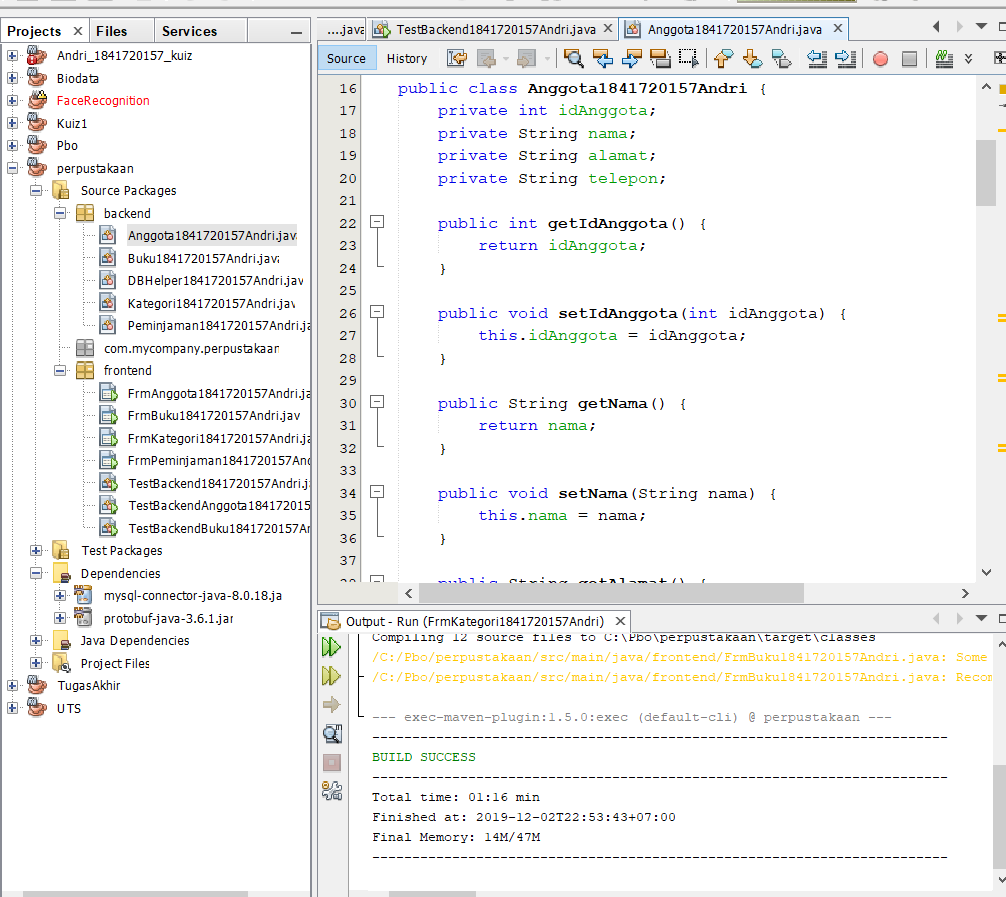 Projects
Files
Services
Andri_1841720157_kuiz
Biodata
FaceRecognition
Kuiz1
Pbo
perpustakaan
Source Packages
backend
Anggota1841720157Andri.java
Buku1841720157Andri.java
DBHelper1841720157Andri.jav
Kategori1841720157Andri.jav
Peminjaman1841720157Andri.ja
com.mycompany.perpustakaan
frontend
FrmAnggota1841720157Andri.ja
FrmBuku1841720157Andri.jav
FrmKategori1841720157Andri.ja
FrmPeminjaman1841720157And
TestBackend1841720157Andri.j
TestBackendAnggota184172015
TestBackendBuku1841720157Ar
Test Packages
Dependencies
mysql-connector-java-8.0.18.ja
protobuf-java-3.6.1.jar
Java Dependencies
Project Files
TugasAkhir
UTS
....java
TestBackend1841720157Andri.java
Anggota1841720157Andri.java
Source
History
16 public class Anggota1841720157Andri {
17 private int idAnggota;
18 private String nama;
19 private String alamat;
20 private String telepon;
21
22 public int getIdAnggota() {
23 return idAnggota;
24 }
25
26 public void setIdAnggota(int idAnggota) {
27 this.idAnggota = idAnggota;
28 }
29
30 public String getNama() {
31 return nama;
32 }
33
34 public void setNama(String nama) {
35 this.nama = nama;
36 }
37
38 public String getAlamat() {
Output - Run (FrmKategori1841720157Andri)
Compiling 12 source files to C:\Pbo\perpustakaan\target\classes
/C:/Pbo/perpustakaan/src/main/java/frontend/FrmBuku1841720157Andri.java: Some
/C:/Pbo/perpustakaan/src/main/java/frontend/FrmBuku1841720157Andri.java: Recom
--- exec-maven-plugin:1.5.0:exec (default-cli) @ perpustakaan ---
------------------------------------------------------------------------
BUILD SUCCESS
------------------------------------------------------------------------
Total time: 01:16 min
Finished at: 2019-12-02T22:53:43+07:00
Final Memory: 14M/47M
------------------------------------------------------------------------